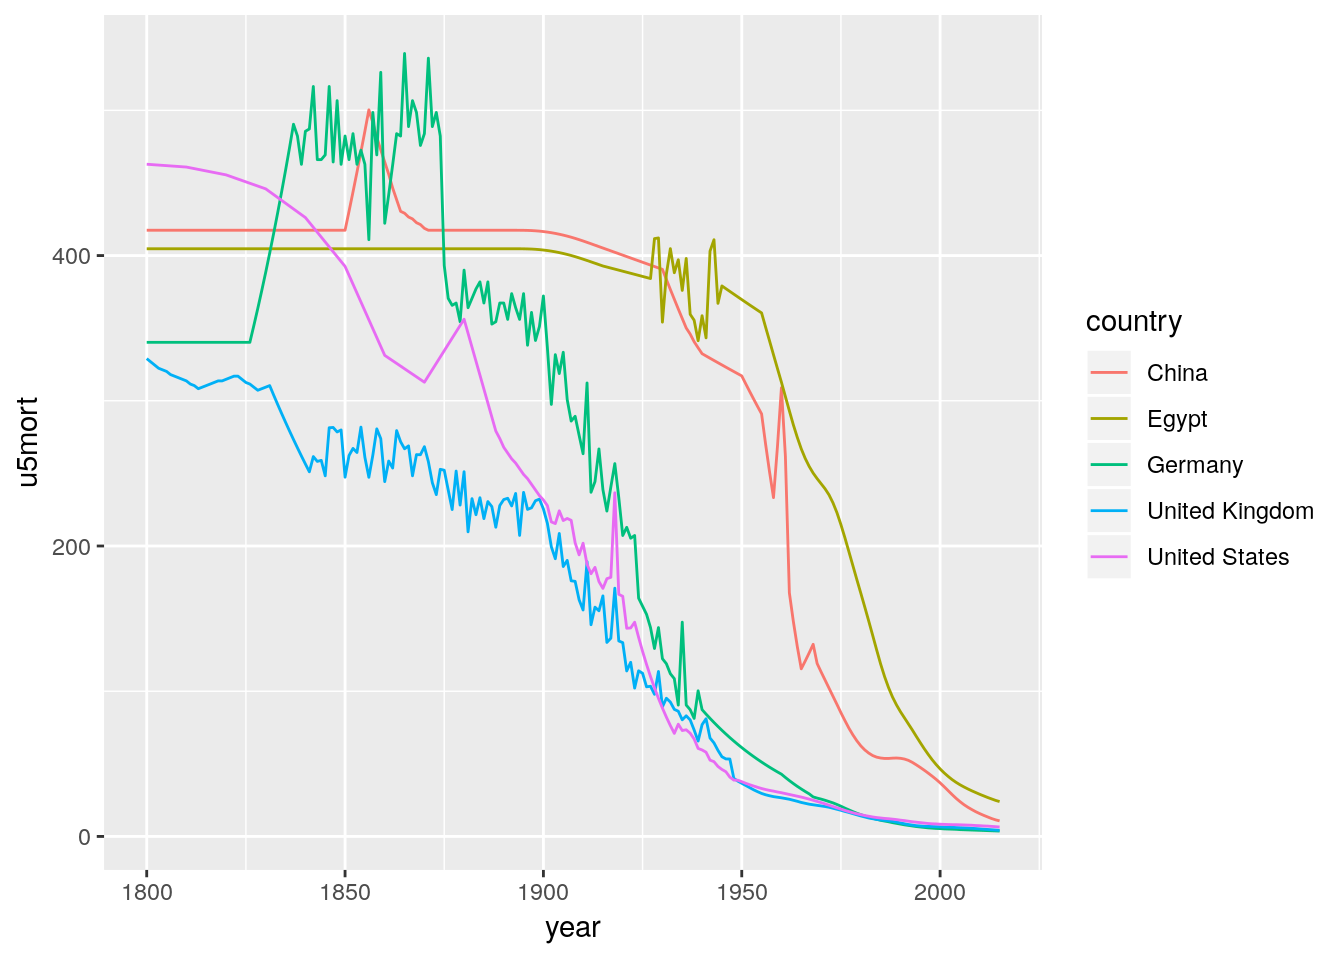 u5mort
400
200
0
1800
1850
1900
1950
2000
year
country
China
Egypt
Germany
United Kingdom
United States